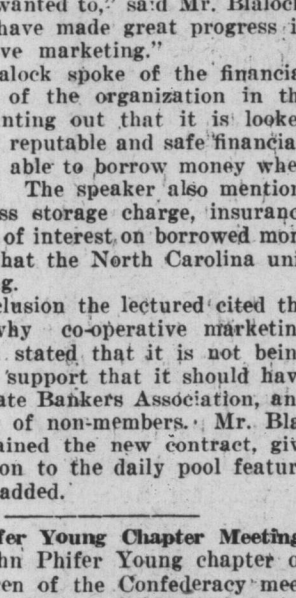 wanted to," said Mr. Blalock
have made great progress i
ve marketing."
alock spoke of the financia
of the organization in th
nting out that it is looke
reputable and safe financia
able to borrow money whe
The speaker also mention
ss storage charge, insuranc
of interest on borrowed mon
hat the North Carolina uni
g.
clusion the lectured cited th
why co-operative marketin
stated that it is not bein
support that it should hav
ate Bankers Association, an
of non-members. Mr. Bla
ained the new contract, giv
on to the daily pool featur
added.
fer Young Chapter Meeting
hn Phifer Young chapter o
ren of the Confederacy mee